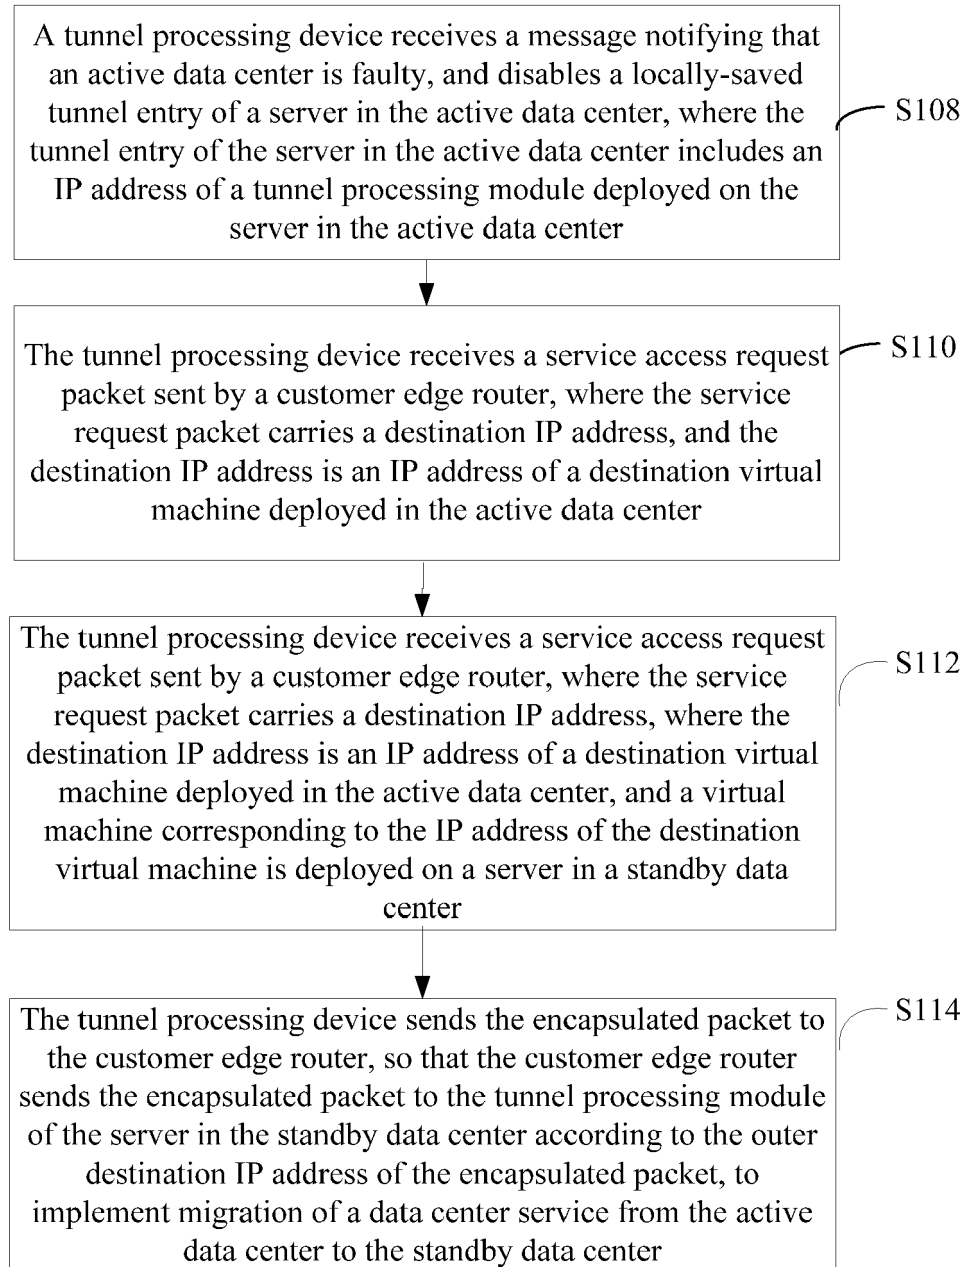 A tunnel processing device receives a message notifying that
an active data center is faulty, and disables a locally-saved
tunnel entry of a server in the active data center, where the
tunnel entry of the server in the active data center includes an
IP address of a tunnel processing module deployed on the
server in the active data center
S108
The tunnel processing device receives a service access request
packet sent by a customer edge router, where the service
request packet carries a destination IP address, and the
destination IP address is an IP address of a destination virtual
machine deployed in the active data center
S110
The tunnel processing device receives a service access request
packet sent by a customer edge router, where the service
request packet carries a destination IP address, where the
destination IP address is an IP address of a destination virtual
machine deployed in the active data center, and a virtual
machine corresponding to the IP address of the destination
virtual machine is deployed on a server in a standby data
center
S112
The tunnel processing device sends the encapsulated packet to
the customer edge router, so that the customer edge router
sends the encapsulated packet to the tunnel processing module
of the server in the standby data center according to the outer
destination IP address of the encapsulated packet, to
implement migration of a data center service from the active
data center to the standby data center
S114